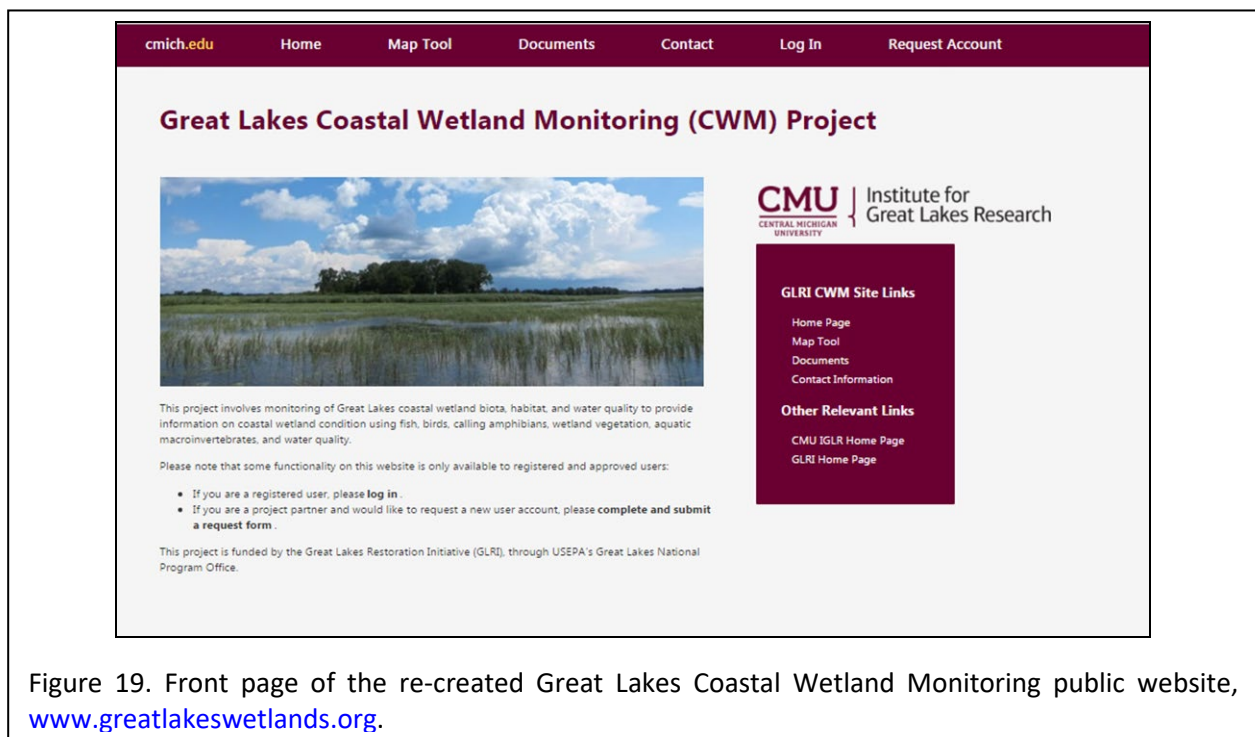 cmich.edu Home Map Tool Documents Contact Log In Request Account
Great Lakes Coastal Wetland Monitoring (CWM) Project
CMU
CENTRAL MICHIGAN
UNIVERSITY
Institute for
Great Lakes Research
This project involves monitoring of Great Lakes coastal wetland biota, habitat, and water quality to provide
information on coastal wetland condition using fish, birds, calling amphibians, wetland vegetation, aquatic
macroinvertebrates, and water quality.
Please note that some functionality on this website is only available to registered and approved users:
• If you are a registered user, please log in .
• If you are a project partner and would like to request a new user account, please complete and submit
a request form .
This project is funded by the Great Lakes Restoration Initiative (GLRI), through USEPA's Great Lakes National
Program Office.
GLRI CWM Site Links
Home Page
Map Tool
Documents
Contact Information
Other Relevant Links
CMU IGLR Home Page
GLRI Home Page
Figure 19. Front page of the re-created Great Lakes Coastal Wetland Monitoring public website,
www.greatlakeswetlands.org.